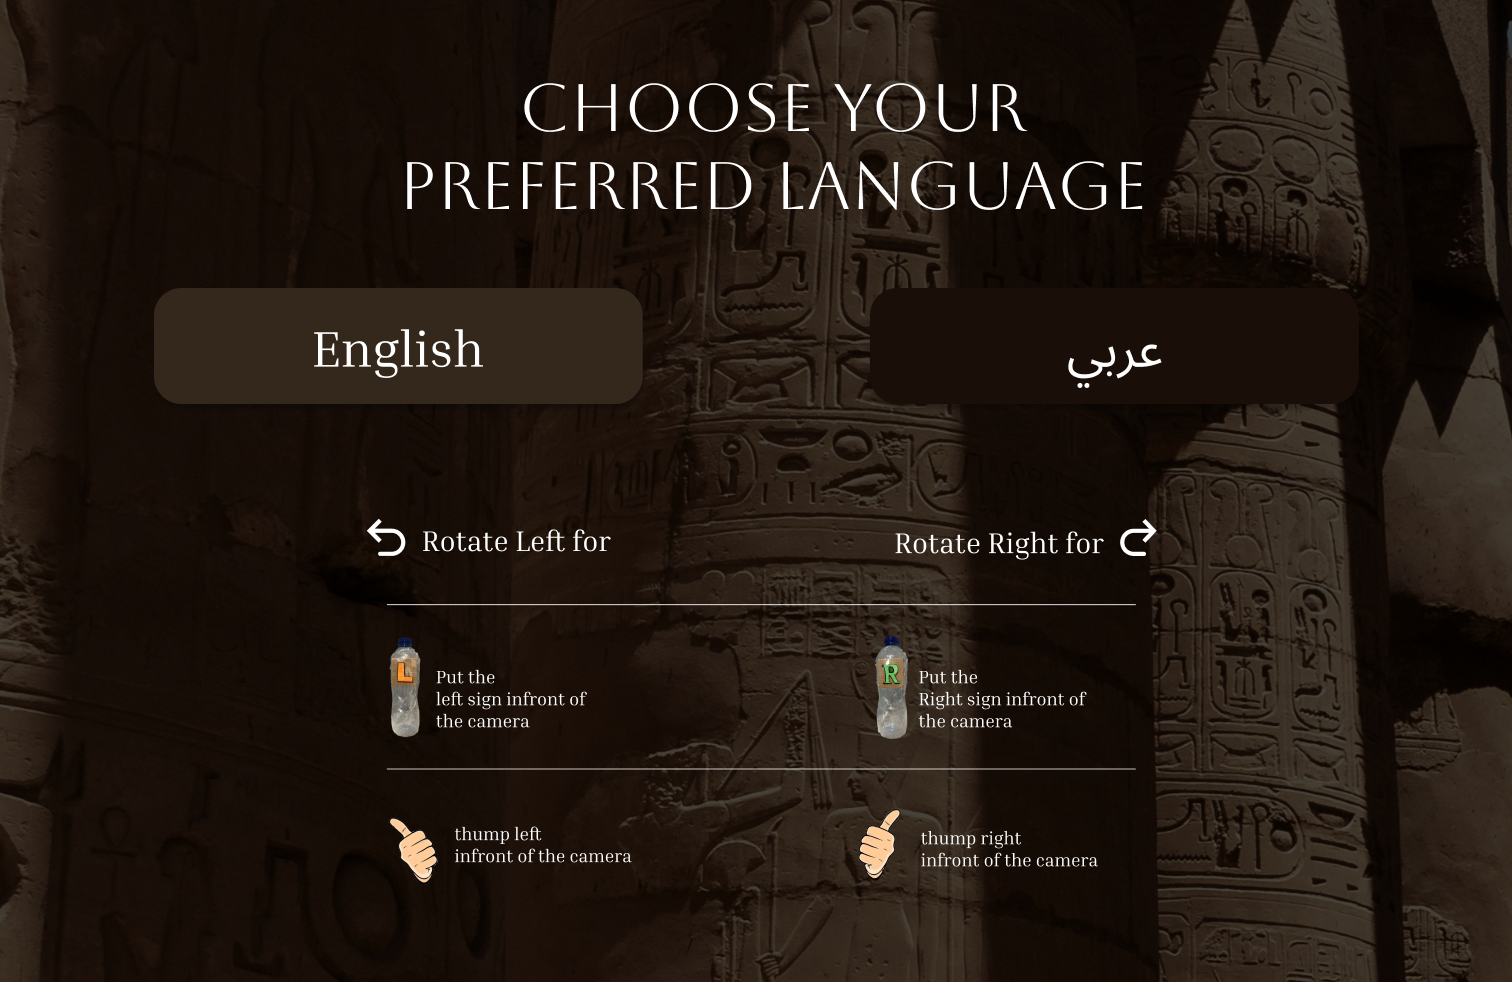 CHOOSE YOUR
PREFERRED LANGUAGE
English
عربي
Rotate Left for
Rotate Right for
L
Put the
left sign infront of
the camera
R
Put the
Right sign infront of
the camera
thump left
infront of the camera
thump right
infront of the camera